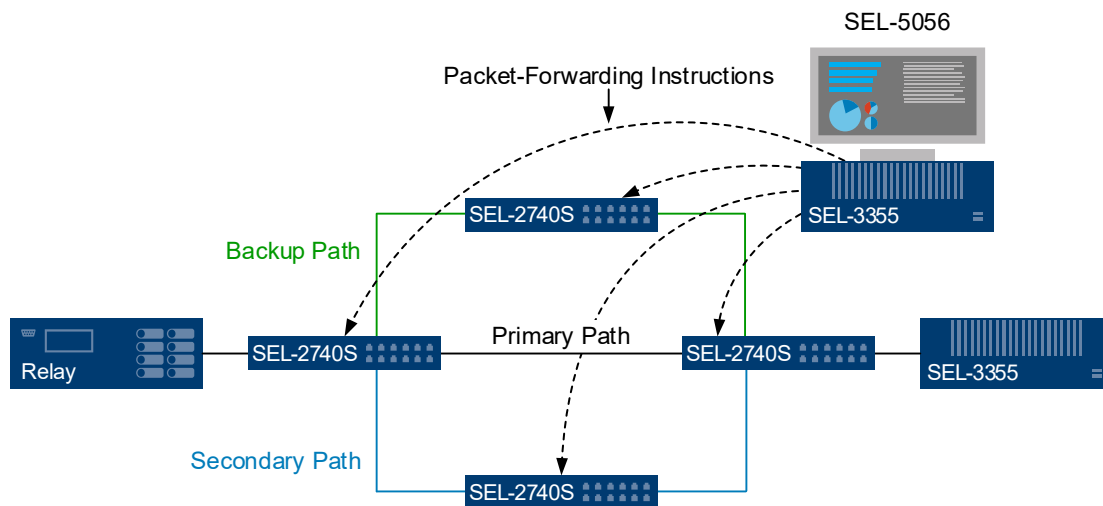 SEL-5056
Packet-Forwarding Instructions
SEL-3355
SEL-2740S
Backup Path
Primary Path
Relay
SEL-2740S
SEL-2740S
SEL-3355
Secondary Path
SEL-2740S